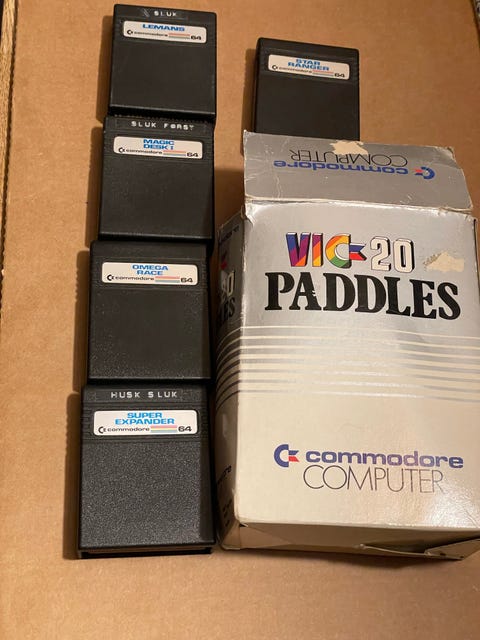 SLUK
LEMANS
commodore 64
SLUK FØRST
MAGIC
DESK I
commodore 64
OMEGA
RACE
commodore 64
HUSK SLUK
SUPER
EXPANDER
commodore 64
STAR
RANGER
commodore 64
commodore
COMPUTER
VIC-20
PADDLES
commodore
COMPUTER